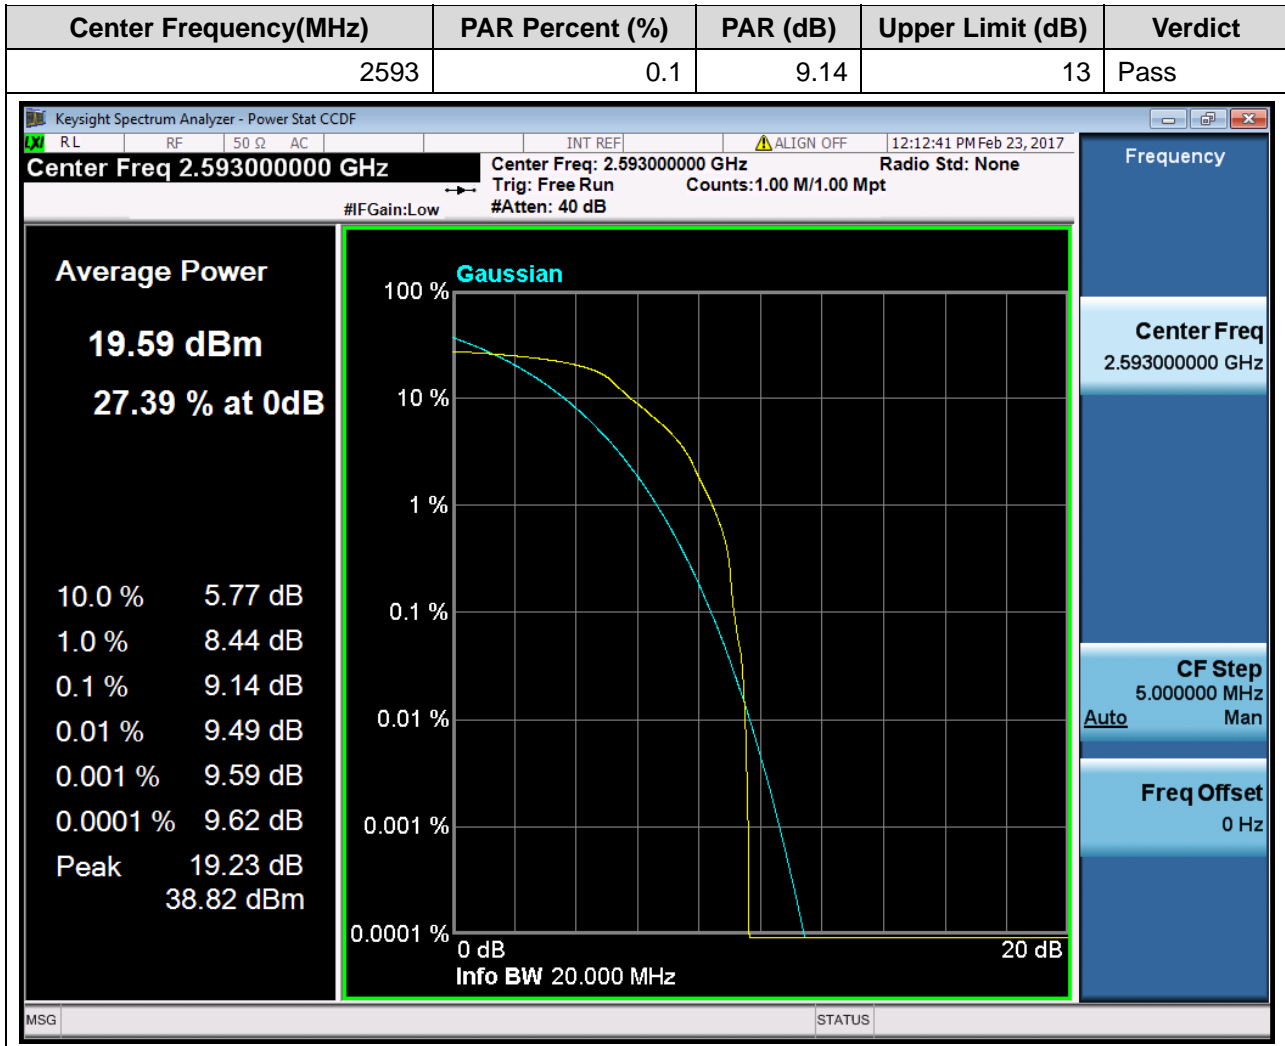 Center Frequency(MHz) PAR Percent (%) PAR (dB) Upper Limit (dB) Verdict
2593 0.1 9.14 13 Pass
Keysight Spectrum Analyzer - Power Stat CCDF
LXI RL RF 50 Ω AC INT REF ALIGN OFF 12:12:41 PM Feb 23, 2017
Center Freq 2.593000000 GHz
Center Freq: 2.593000000 GHz Radio Std: None
Trig: Free Run Counts:1.00 M/1.00 Mpt
#IFGain:Low #Atten: 40 dB
Average Power
19.59 dBm
27.39 % at 0dB
10.0 % 5.77 dB
1.0 % 8.44 dB
0.1 % 9.14 dB
0.01 % 9.49 dB
0.001 % 9.59 dB
0.0001 % 9.62 dB
Peak 19.23 dB
38.82 dBm
Gaussian
100 %
10 %
1 %
0.1 %
0.01 %
0.001 %
0.0001 %
0 dB 20 dB
Info BW 20.000 MHz
Frequency
Center Freq
2.593000000 GHz
CF Step
5.000000 MHz
Auto Man
Freq Offset
0 Hz
MSG STATUS